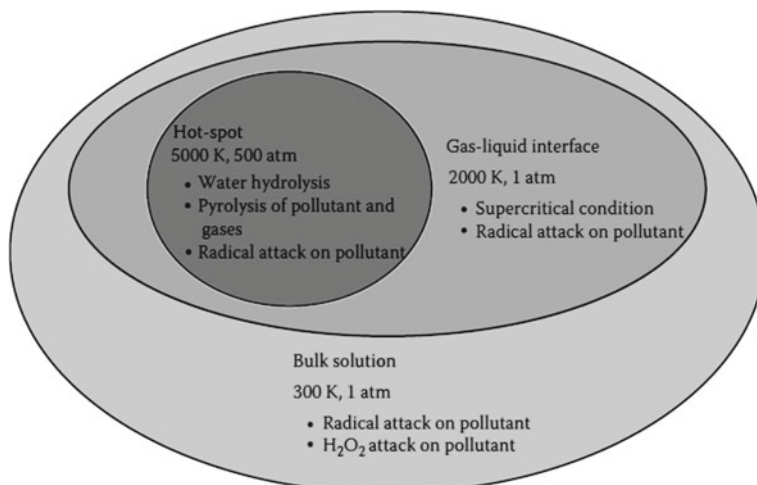 Hot-spot
5000 K, 500 atm
• Water hydrolysis
• Pyrolysis of pollutant and
gases
• Radical attack on pollutant
Gas-liquid interface
2000 K, 1 atm
• Supercritical condition
• Radical attack on pollutant
Bulk solution
300 K, 1 atm
• Radical attack on pollutant
• H₂O₂ attack on pollutant